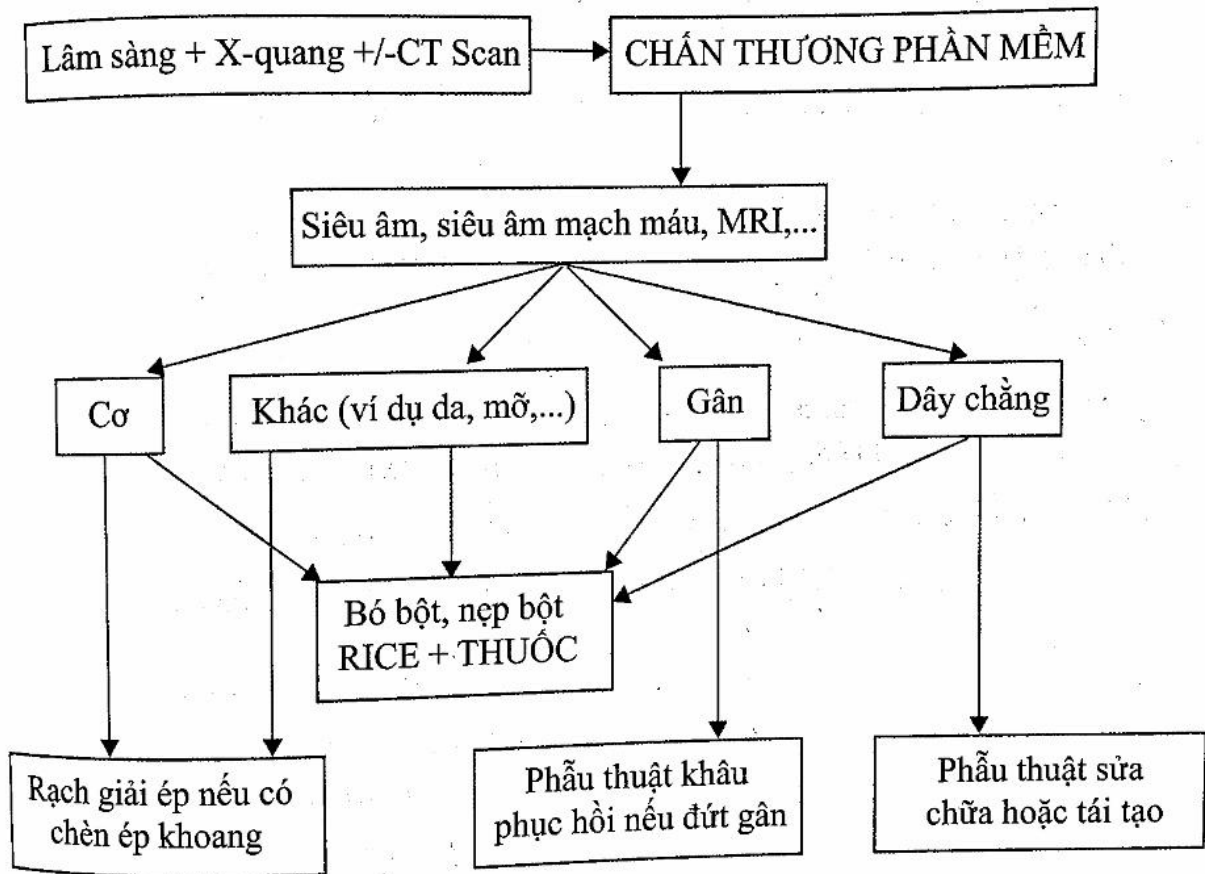 Lâm sàng + X-quang +/-CT Scan
CHẤN THƯƠNG PHẦN MỀM
Siêu âm, siêu âm mạch máu, MRI,...
Cơ
Khác (ví dụ da, mỡ,...)
Gân
Dây chằng
Bó bột, nẹp bột
RICE + THUỐC
Rạch giải ép nếu có
chèn ép khoang
Phẫu thuật khâu
phục hồi nếu đứt gân
Phẫu thuật sửa
chữa hoặc tái tạo